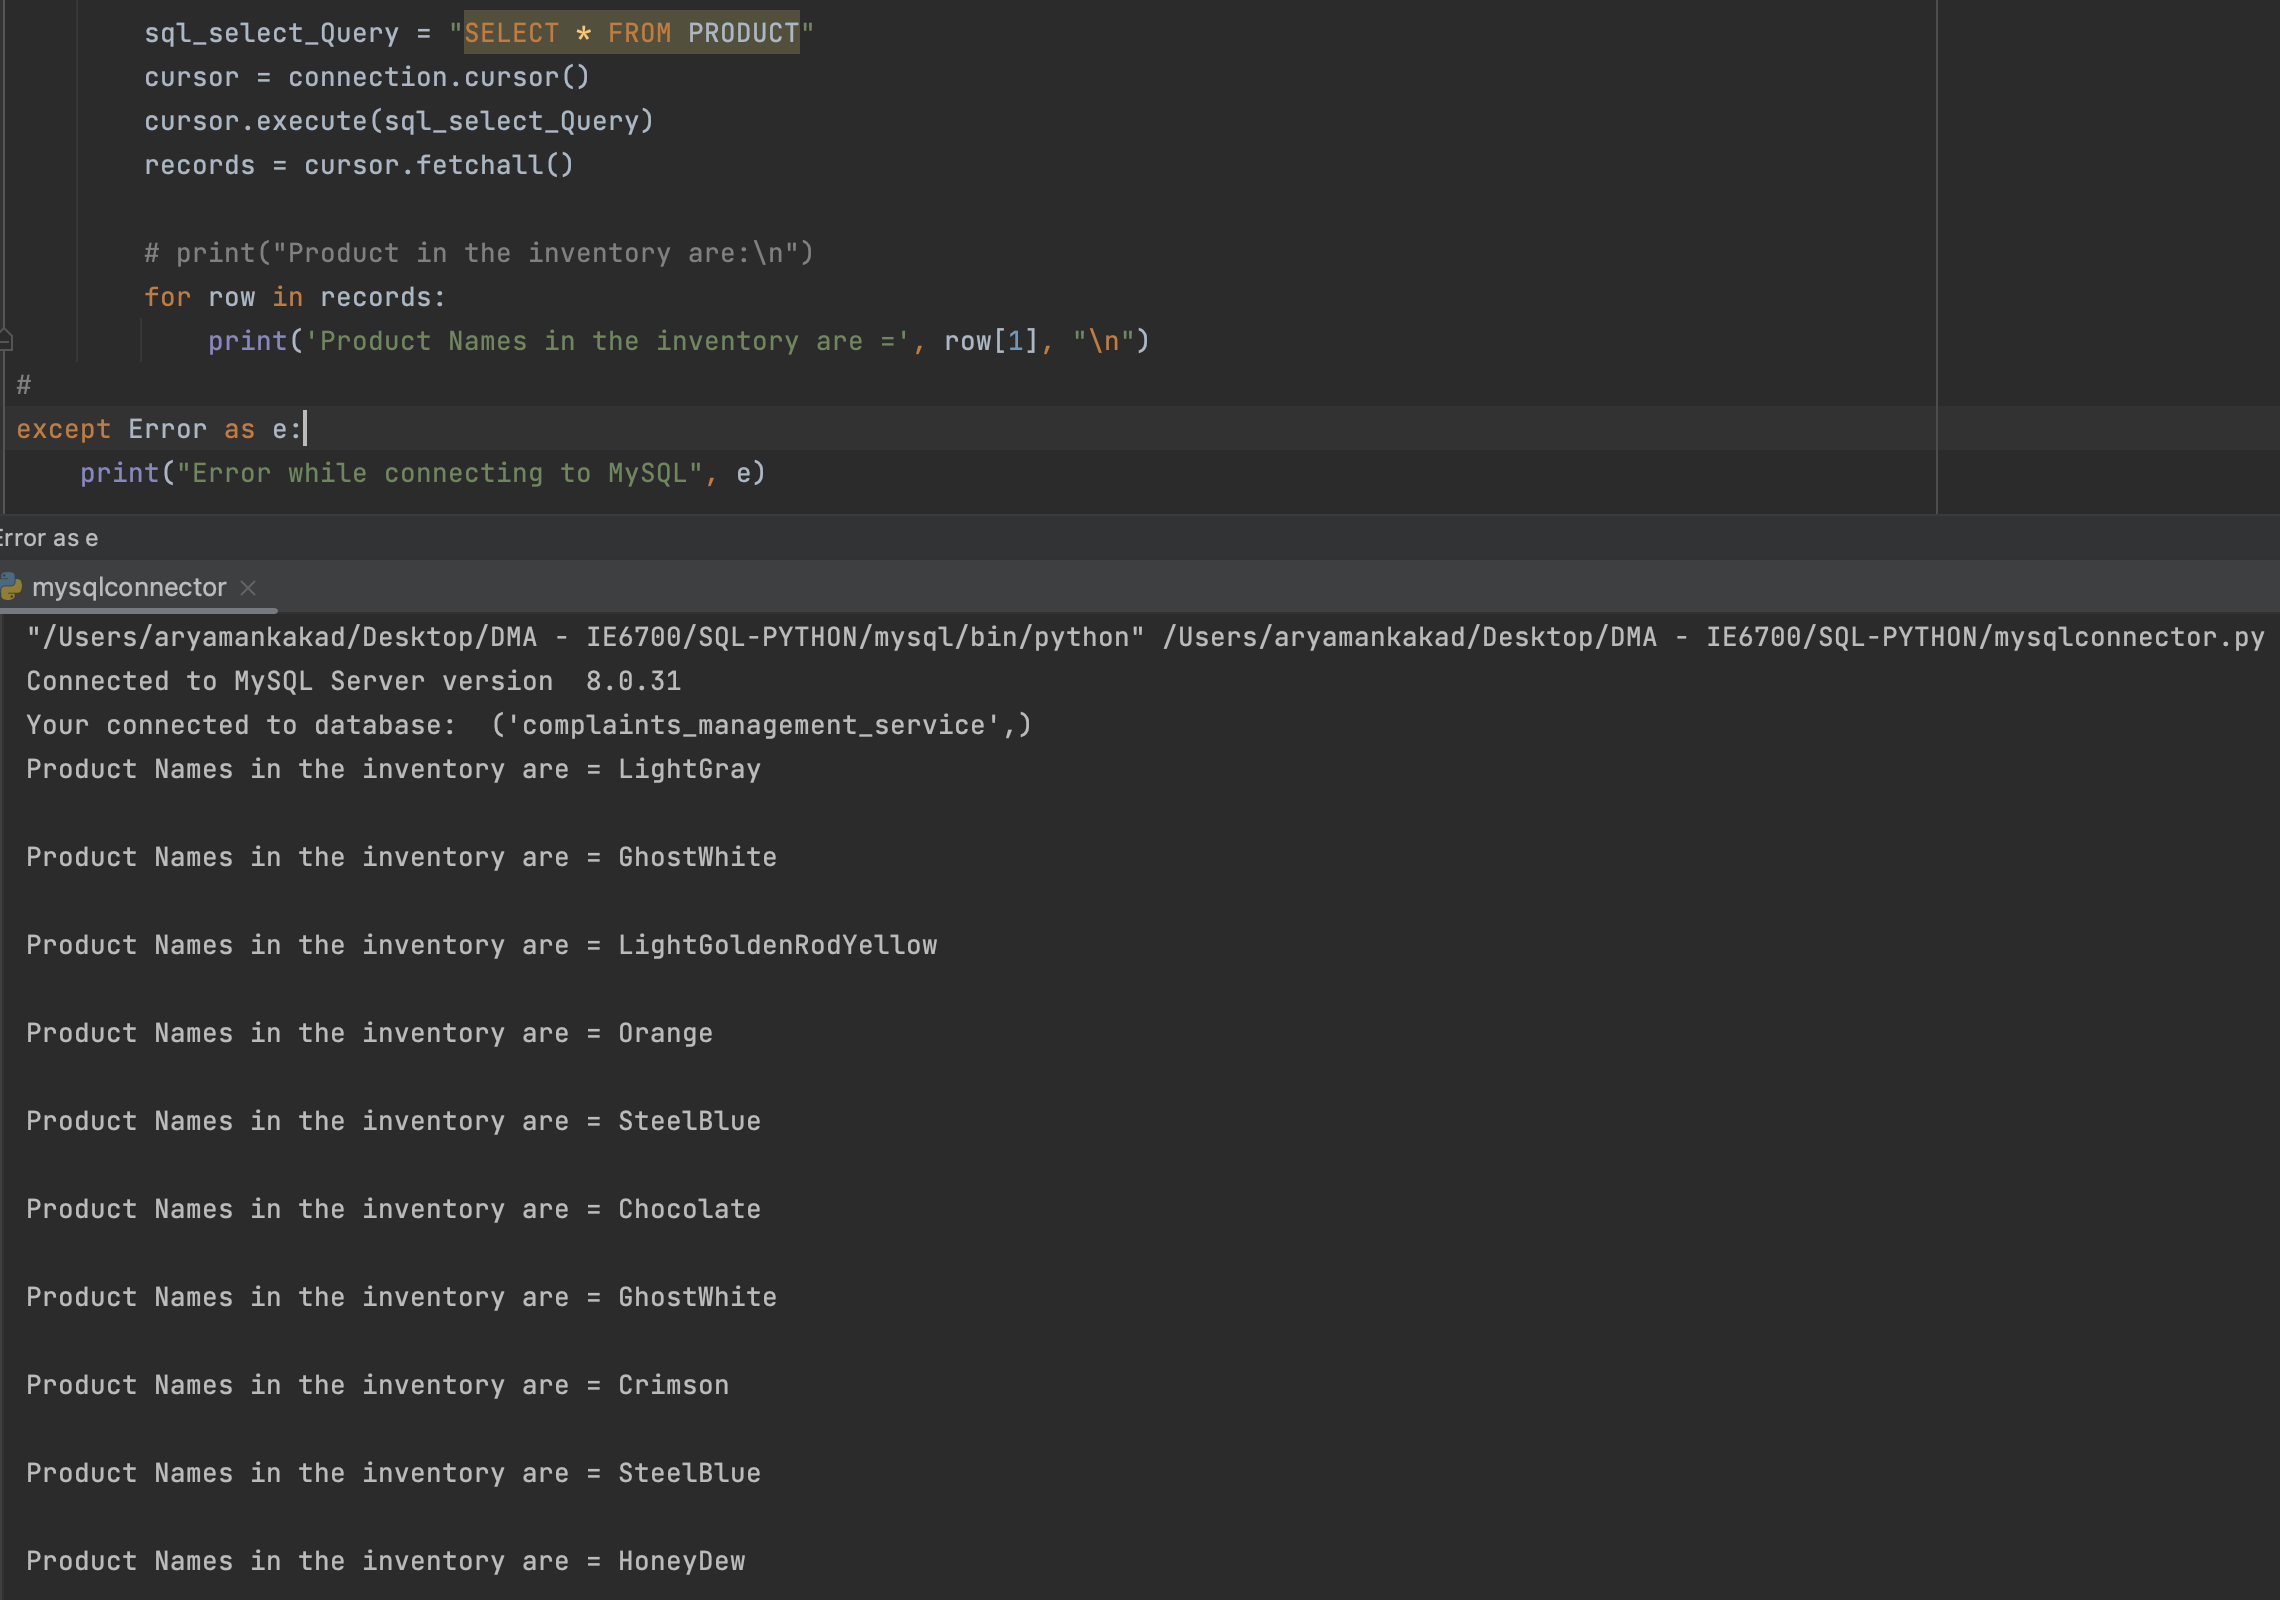 sql_select_Query = "SELECT * FROM PRODUCT"
cursor = connection.cursor()
cursor.execute(sql_select_Query)
records = cursor.fetchall()
# print("Product in the inventory are:\n")
for row in records:
print('Product Names in the inventory are =', row[1], "\n")
#
except Error as e:
print("Error while connecting to MySQL", e)
Error as e
mysqlconnector
"/Users/aryamankakad/Desktop/DMA - IE6700/SQL-PYTHON/mysql/bin/python" /Users/aryamankakad/Desktop/DMA - IE6700/SQL-PYTHON/mysqlconnector.py
Connected to MySQL Server version  8.0.31
Your connected to database:  ('complaints_management_service',)
Product Names in the inventory are = LightGray
Product Names in the inventory are = GhostWhite
Product Names in the inventory are = LightGoldenRodYellow
Product Names in the inventory are = Orange
Product Names in the inventory are = SteelBlue
Product Names in the inventory are = Chocolate
Product Names in the inventory are = GhostWhite
Product Names in the inventory are = Crimson
Product Names in the inventory are = SteelBlue
Product Names in the inventory are = HoneyDew